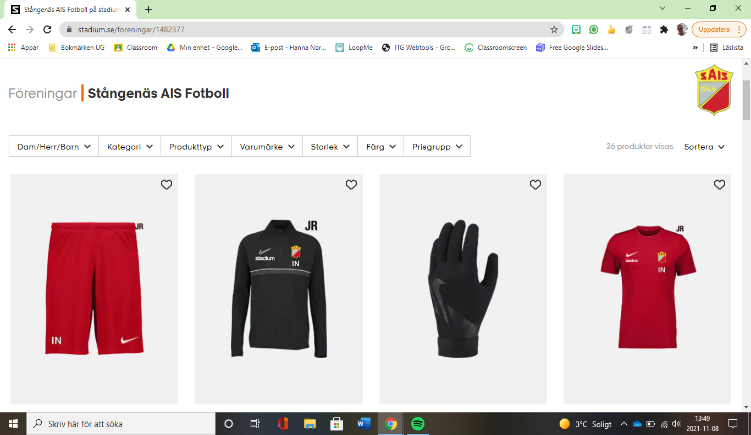 Stångenäs AIS Fotboll på stadium
stadium.se/foreningar/1482377
Uppdatera
Appar
Bokmärken UG
Classroom
Min enhet – Google...
E-post - Hanna Nor...
LoopMe
ITG Webtools - Gro...
Classroomscreen
Free Google Slides...
»
Läslista
SAIS
Föreningar
Stångenäs AIS Fotboll
Dam/Herr/Barn
Kategori
Produkttyp
Varumärke
Storlek
Färg
Prisgrupp
26 produkter visas
Sortera
JR
IN
JR
stadium
IN
JR
stadium
IN
Skriv här för att söka
3°C Soligt
13:49
2021-11-08